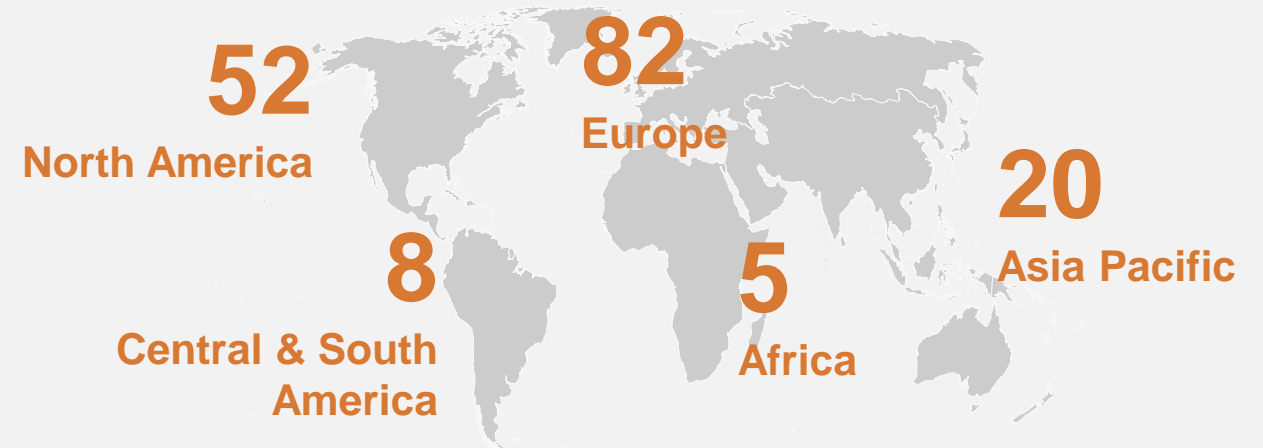 52
North America
82
Europe
20
Asia Pacific
8
Central & South
America
5
Africa